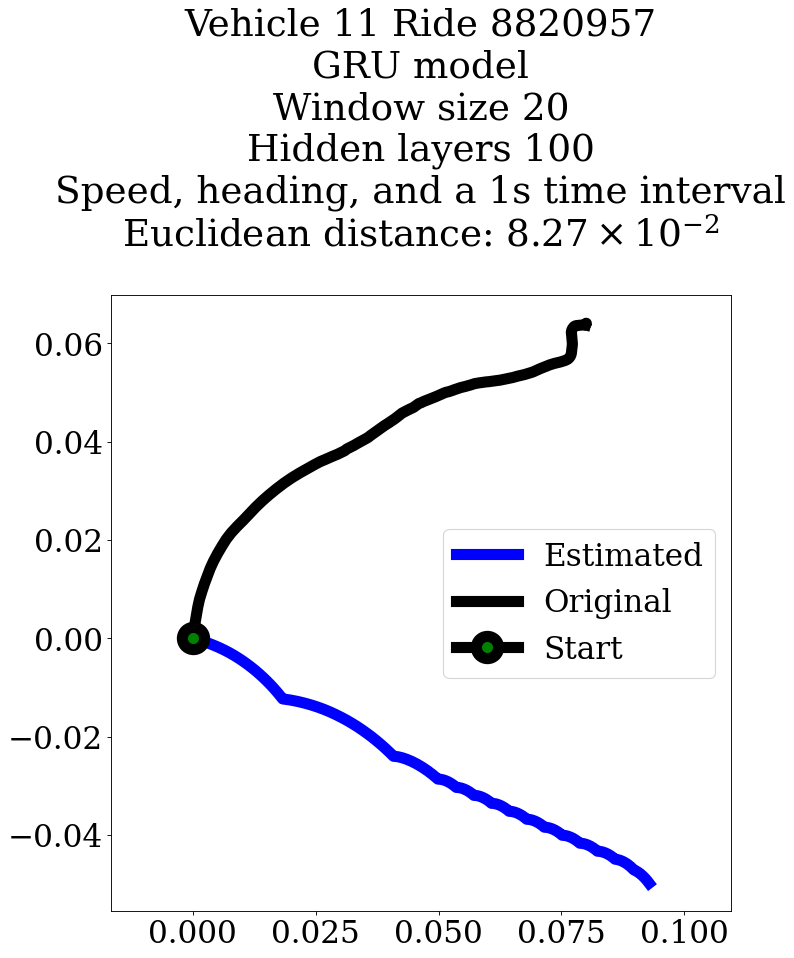 Vehicle 11 Ride 8820957
GRU model
Window size 20
Hidden layers 100
Speed, heading, and a 1s time interval
Euclidean distance: 8.27 × 10⁻²
0.06
0.04
0.02
0.00
−0.02
−0.04
Estimated
Original
Start
0.000 0.025 0.050 0.075 0.100